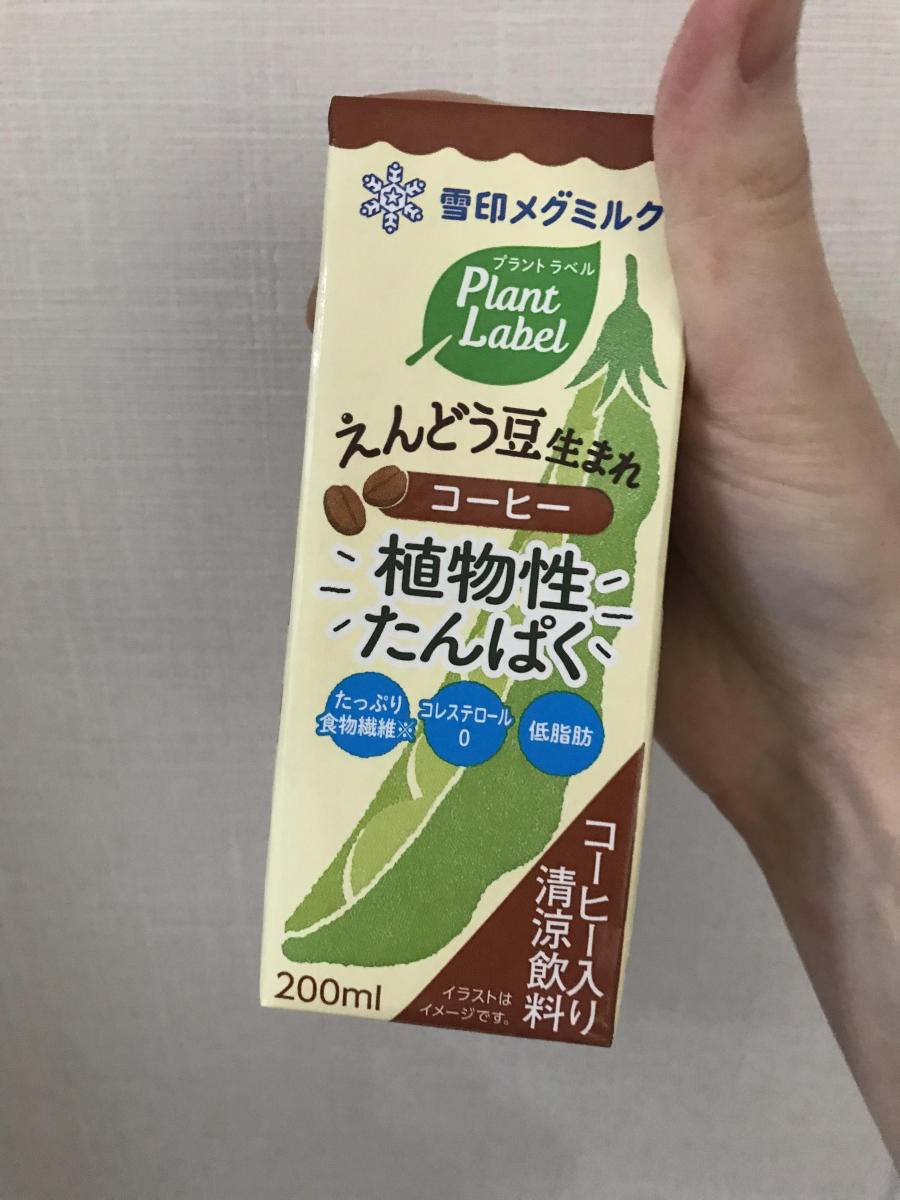 雪印メグミルク
プラントラベル
Plant
Label
えんどう豆生まれ
コーヒー
植物性
たんぱく
たっぷり
食物繊維※
コレステロール
0
低脂肪
コーヒー入り
清涼飲料
200ml
イラストは
イメージです。